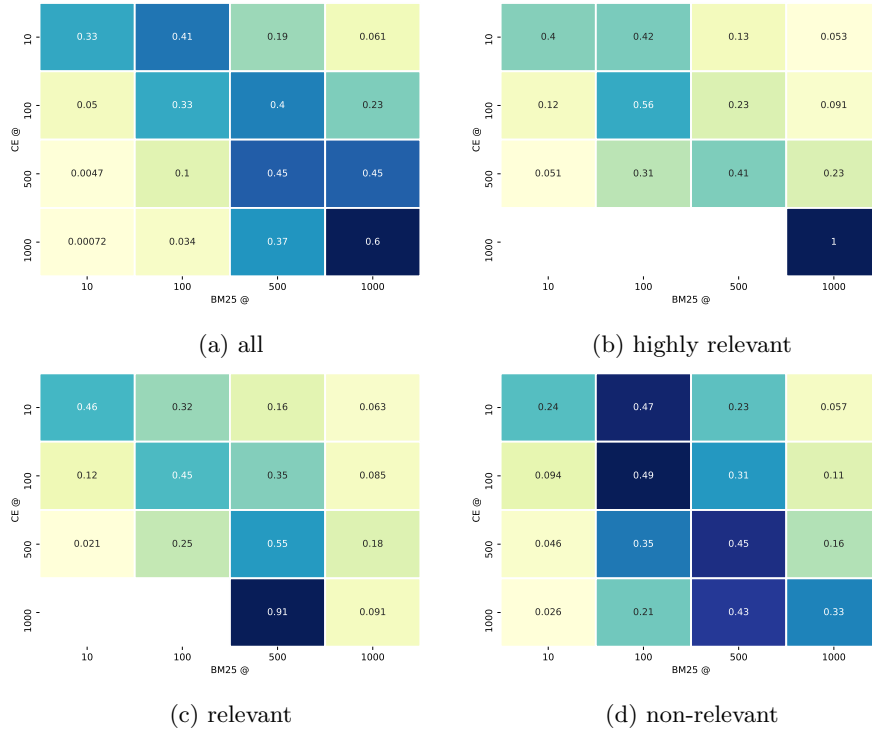 10 0.33 0.41 0.19 0.061
100 0.05 0.33 0.4 0.23
CE @
500 0.0047 0.1 0.45 0.45
1000 0.00072 0.034 0.37 0.6
10 100 500 1000
BM25 @
(a) all
10 0.4 0.42 0.13 0.053
100 0.12 0.56 0.23 0.091
CE @
500 0.051 0.31 0.41 0.23
1000 1
10 100 500 1000
BM25 @
(b) highly relevant
10 0.46 0.32 0.16 0.063
100 0.12 0.45 0.35 0.085
CE @
500 0.021 0.25 0.55 0.18
1000 0.91 0.091
10 100 500 1000
BM25 @
(c) relevant
10 0.24 0.47 0.23 0.057
100 0.094 0.49 0.31 0.11
CE @
500 0.046 0.35 0.45 0.16
1000 0.026 0.21 0.43 0.33
10 100 500 1000
BM25 @
(d) non-relevant